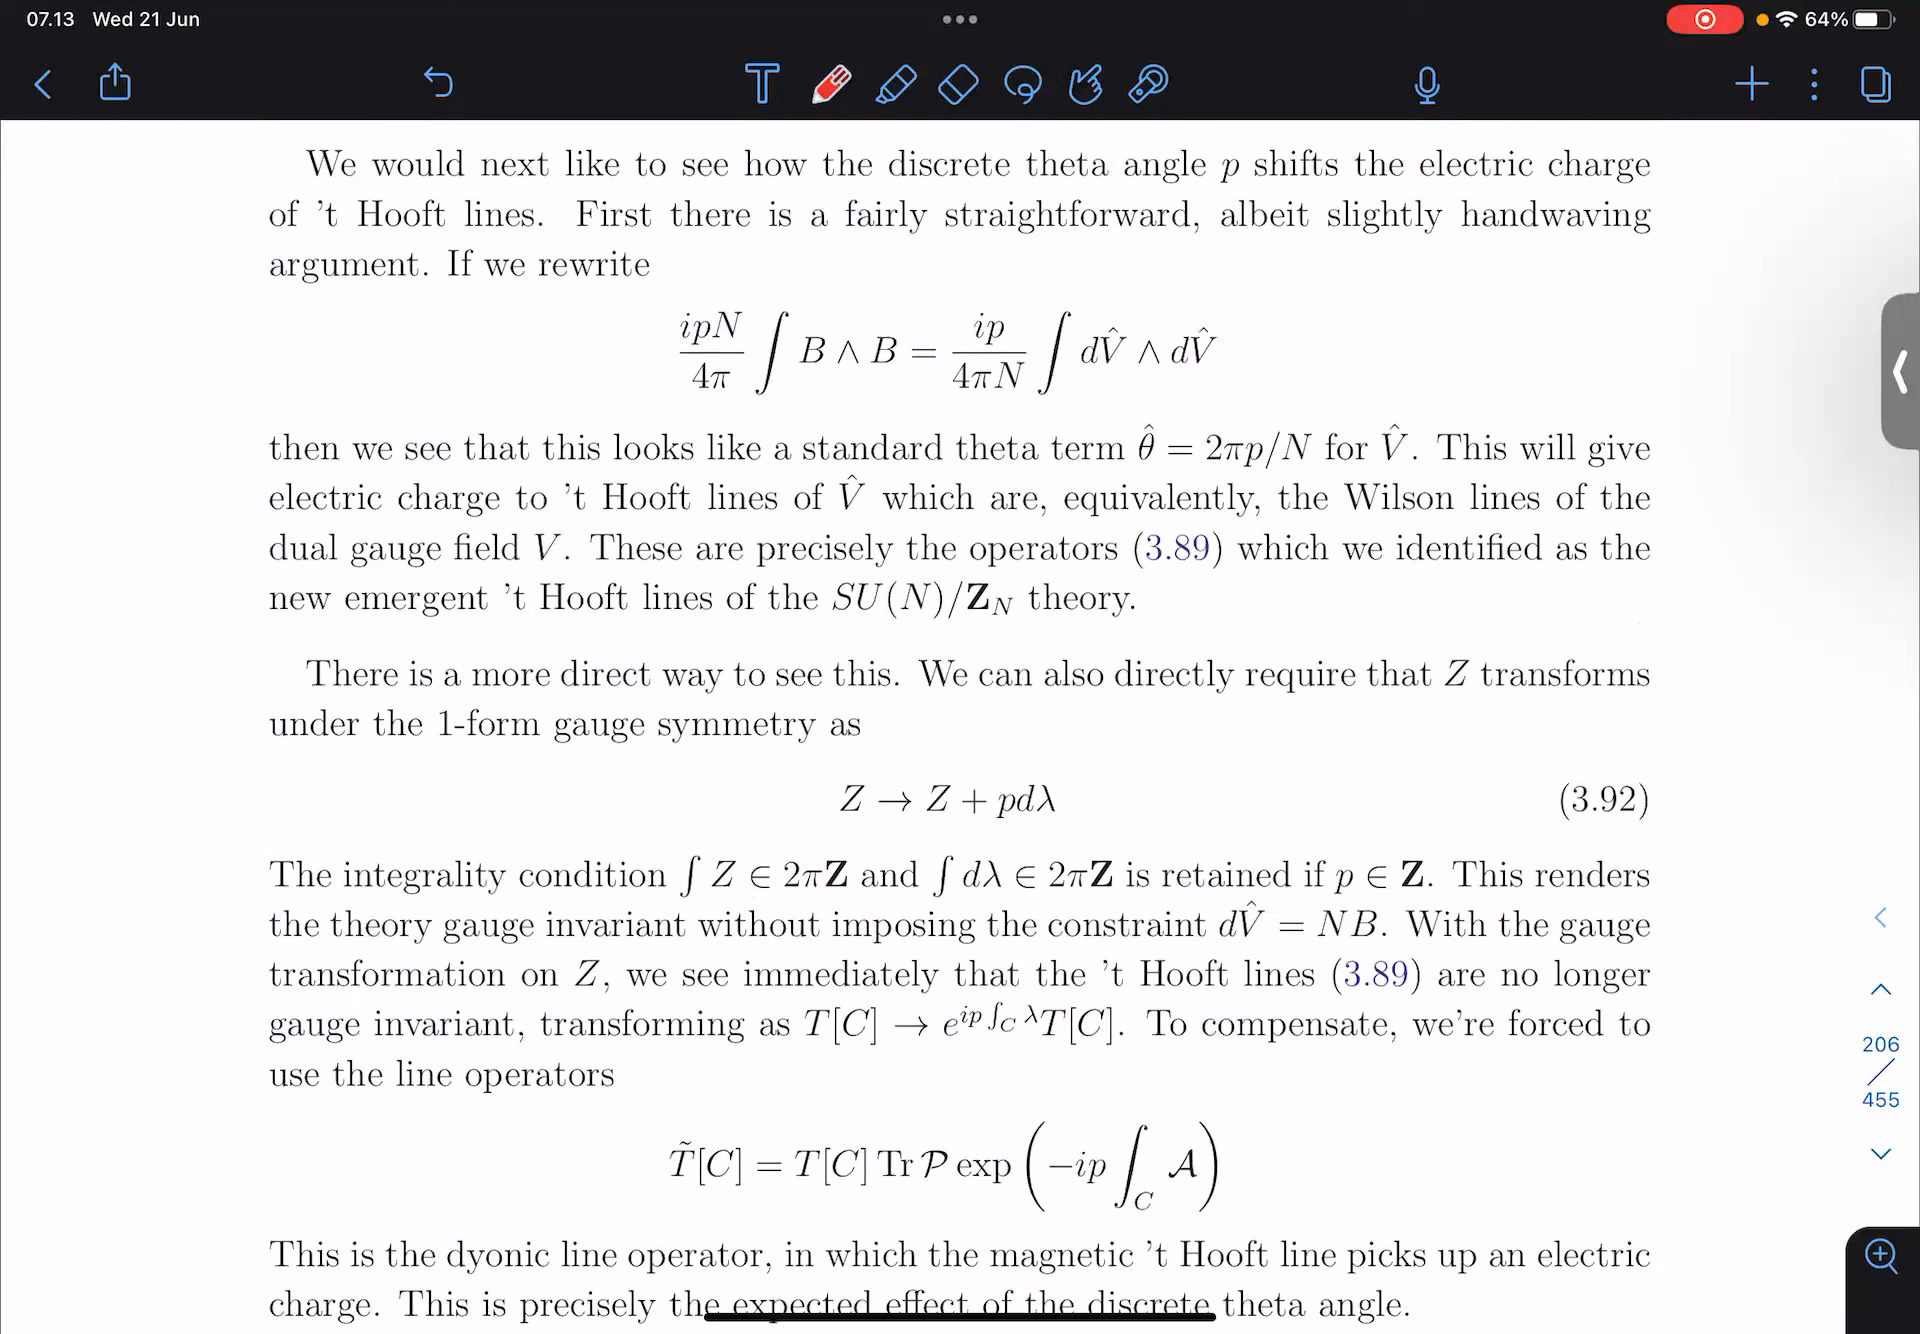 07.13 Wed 21 Jun
64%
We would next like to see how the discrete theta angle p shifts the electric charge
of 't Hooft lines. First there is a fairly straightforward, albeit slightly handwaving
argument. If we rewrite
ipN/4π ∫ B ∧ B = ip/4πN ∫ dV̂ ∧ dV̂
then we see that this looks like a standard theta term θ̂ = 2πp/N for V̂. This will give
electric charge to 't Hooft lines of V̂ which are, equivalently, the Wilson lines of the
dual gauge field V. These are precisely the operators (3.89) which we identified as the
new emergent 't Hooft lines of the SU(N)/Z_N theory.
There is a more direct way to see this. We can also directly require that Z transforms
under the 1-form gauge symmetry as
Z → Z + pdλ (3.92)
The integrality condition ∫ Z ∈ 2πZ and ∫ dλ ∈ 2πZ is retained if p ∈ Z. This renders
the theory gauge invariant without imposing the constraint dV̂ = NB. With the gauge
transformation on Z, we see immediately that the 't Hooft lines (3.89) are no longer
gauge invariant, transforming as T[C] → e^{ip ∫_C λ} T[C]. To compensate, we're forced to
use the line operators
T̃[C] = T[C] Tr P exp (−ip ∫_C A)
This is the dyonic line operator, in which the magnetic 't Hooft line picks up an electric
charge. This is precisely the expected effect of the discrete theta angle.
206
/
455